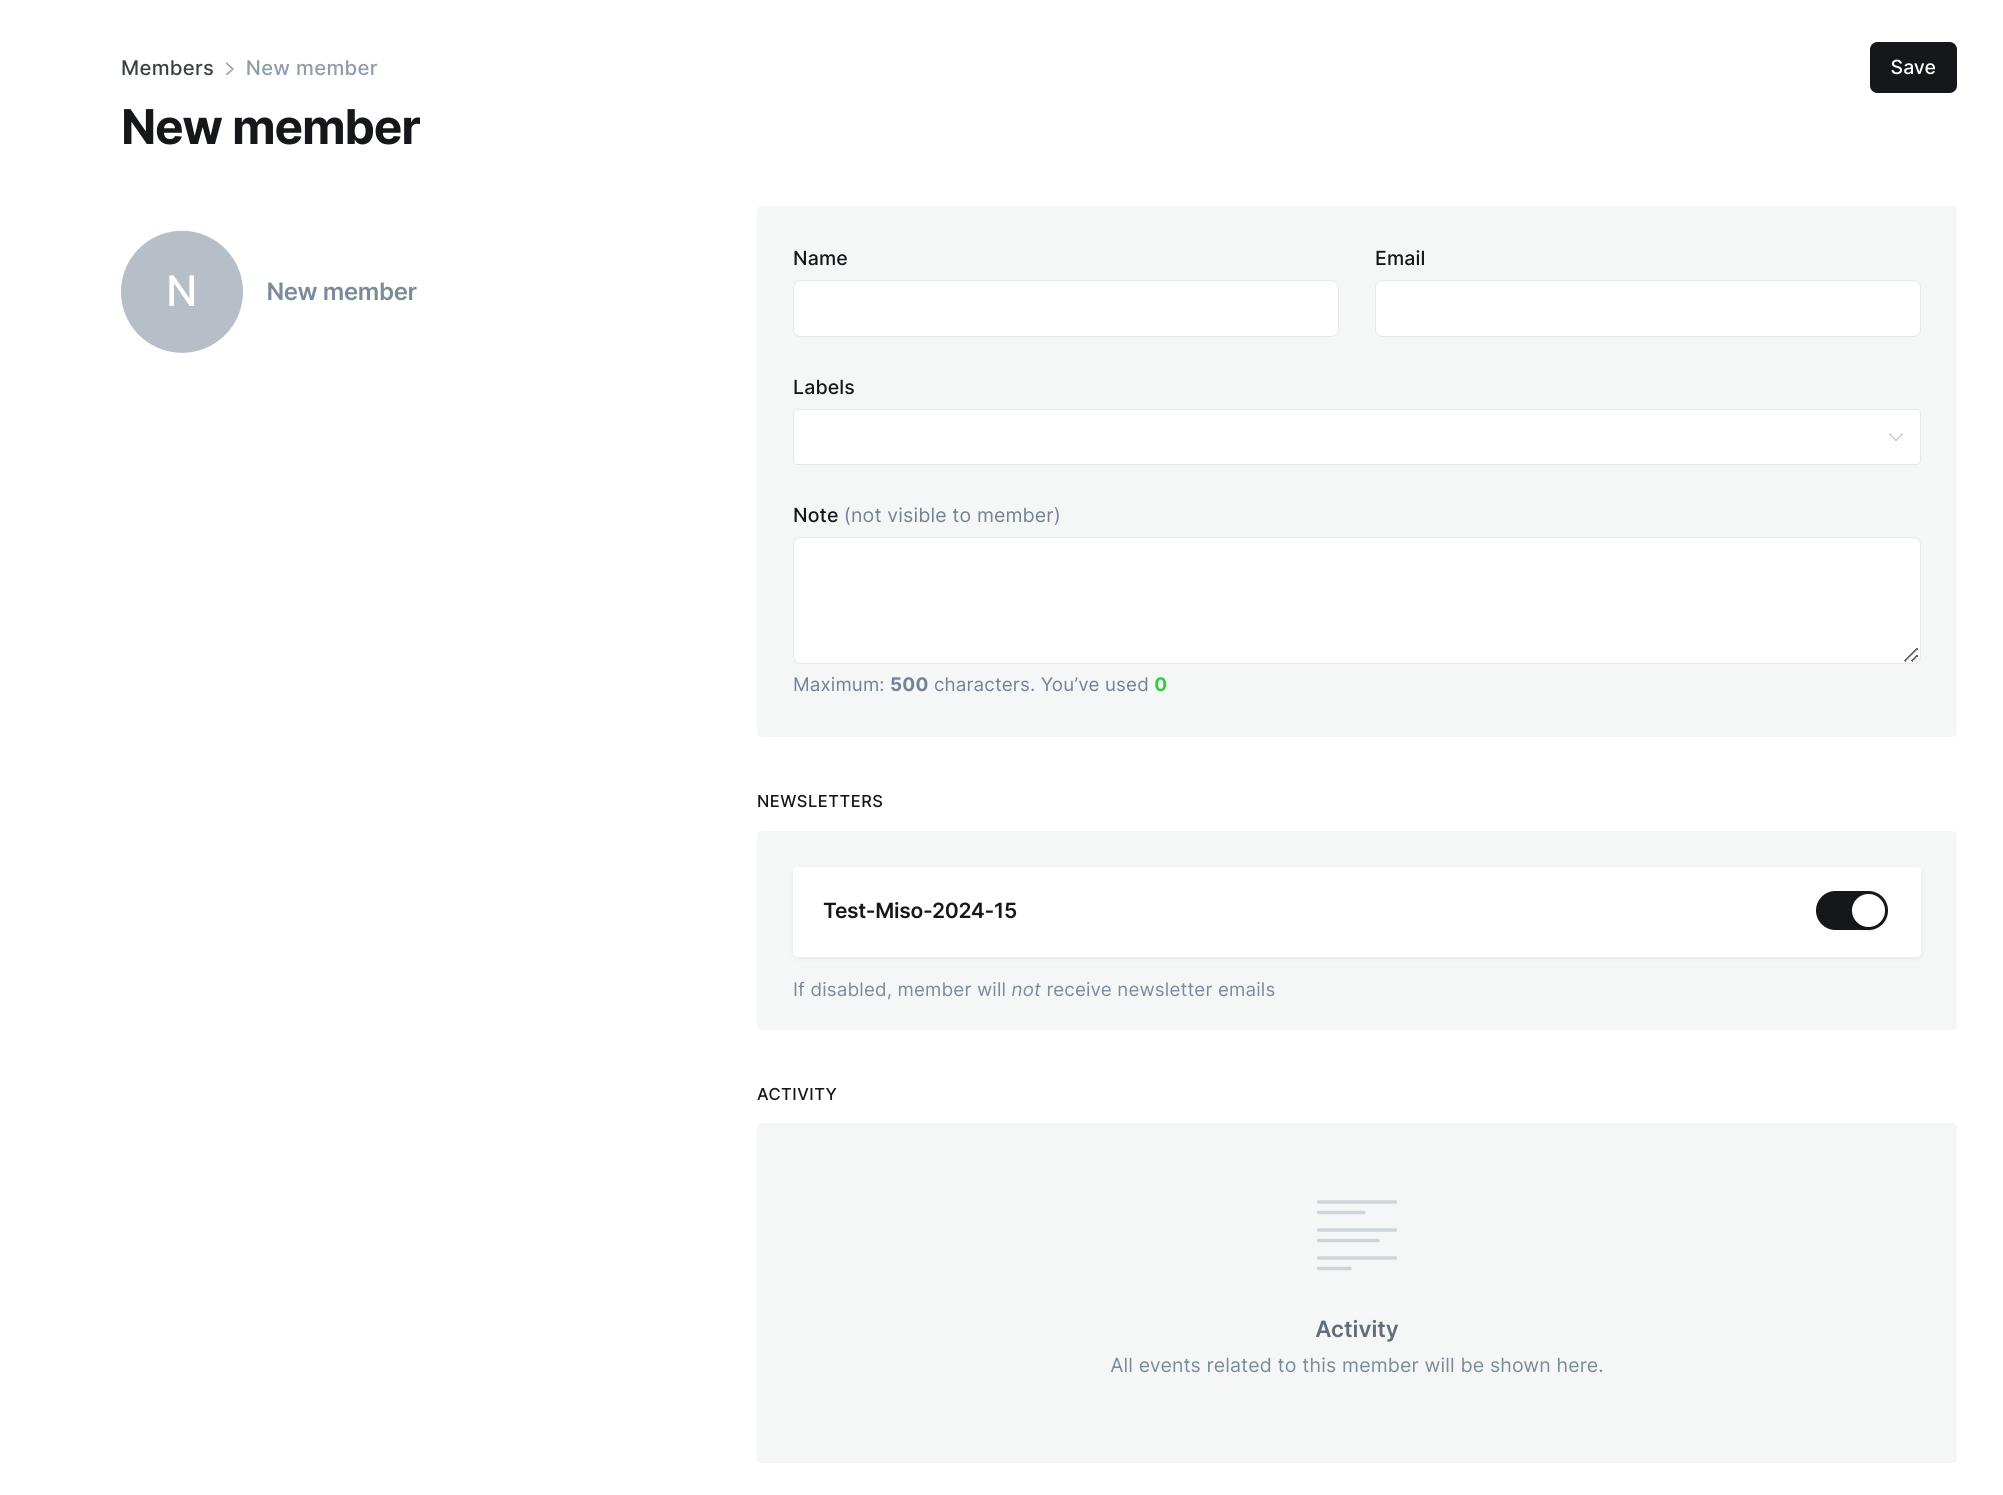 Members > New member
Save
New member
N
New member
Name
Email
Labels
Note (not visible to member)
Maximum: 500 characters. You’ve used 0
NEWSLETTERS
Test-Miso-2024-15
If disabled, member will not receive newsletter emails
ACTIVITY
Activity
All events related to this member will be shown here.